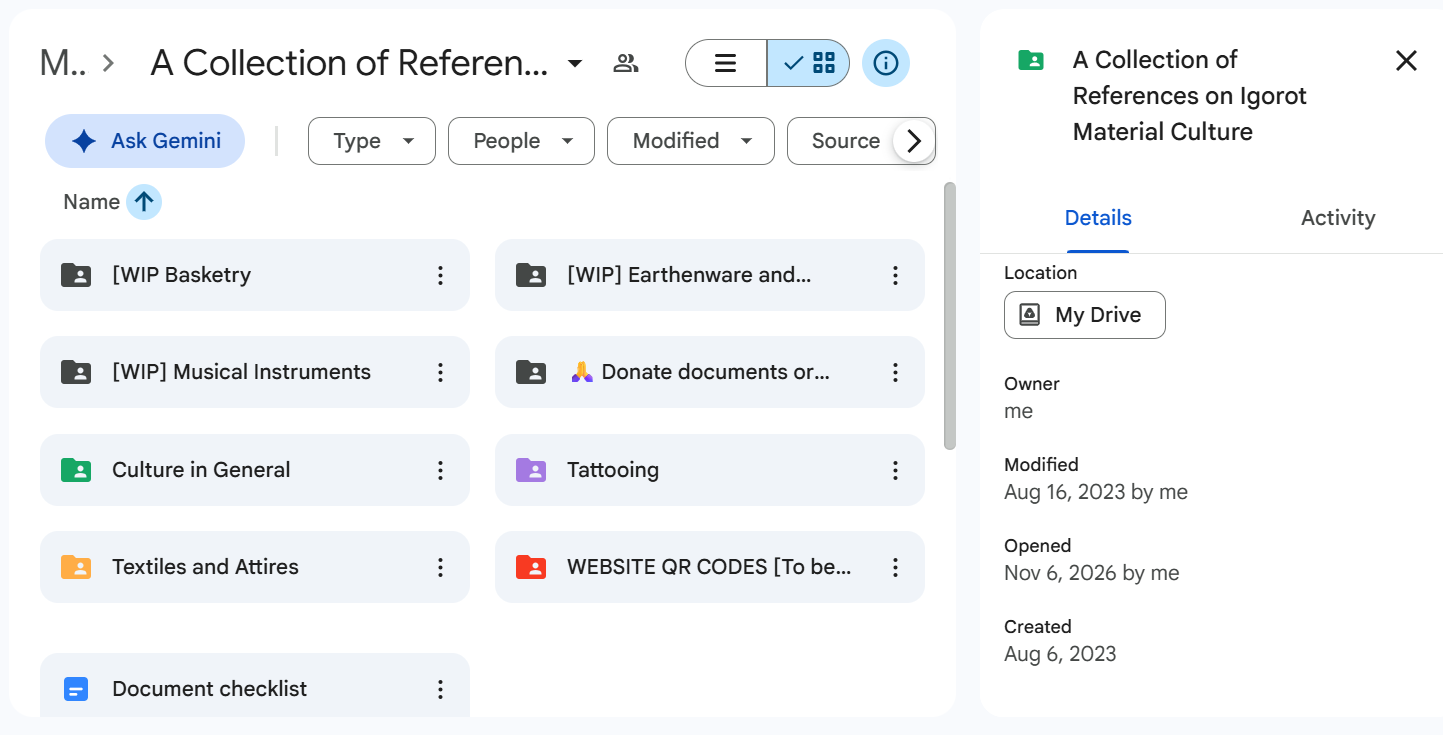 M.. > A Collection of Referen...
Ask Gemini
Type
People
Modified
Source
Name
[WIP Basketry
[WIP] Earthenware and...
[WIP] Musical Instruments
🙏 Donate documents or...
Culture in General
Tattooing
Textiles and Attires
WEBSITE QR CODES [To be...
Document checklist
A Collection of
References on Igorot
Material Culture
Details
Activity
Location
My Drive
Owner
me
Modified
Aug 16, 2023 by me
Opened
Nov 6, 2026 by me
Created
Aug 6, 2023